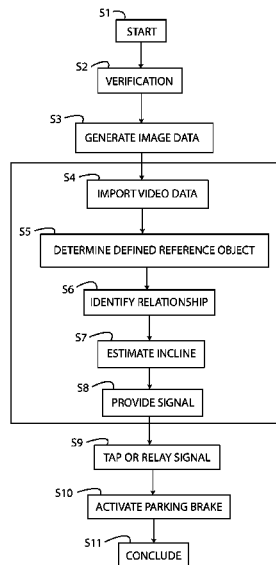 S1
START
S2
VERIFICATION
S3
GENERATE IMAGE DATA
S4
IMPORT VIDEO DATA
S5
DETERMINE DEFINED REFERENCE OBJECT
S6
IDENTIFY RELATIONSHIP
S7
ESTIMATE INCLINE
S8
PROVIDE SIGNAL
S9
TAP OR RELAY SIGNAL
S10
ACTIVATE PARKING BRAKE
S11
CONCLUDE